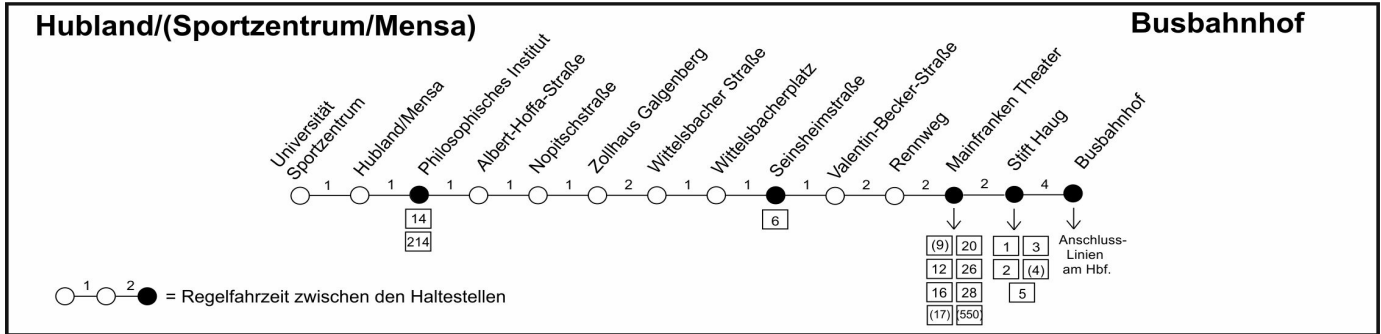 Hubland/(Sportzentrum/Mensa)
Busbahnhof
Universität
Sportzentrum
Hubland/Mensa
Philosophisches Institut
Albert-Hoffa-Straße
Nopitschstraße
Zollhaus Galgenberg
Wittelsbacher Straße
Wittelsbacherplatz
Seinsheimstraße
Valentin-Becker-Straße
Rennweg
Mainfranken Theater
Stift Haug
Busbahnhof
1 1 1 1 1 2 1 1 1 2 2 2 4
14
214
6
(9) 20
12 26
16 28
(17) (550)
1 3
2 (4)
5
Anschluss-
Linien
am Hbf.
1 2 = Regelfahrzeit zwischen den Haltestellen